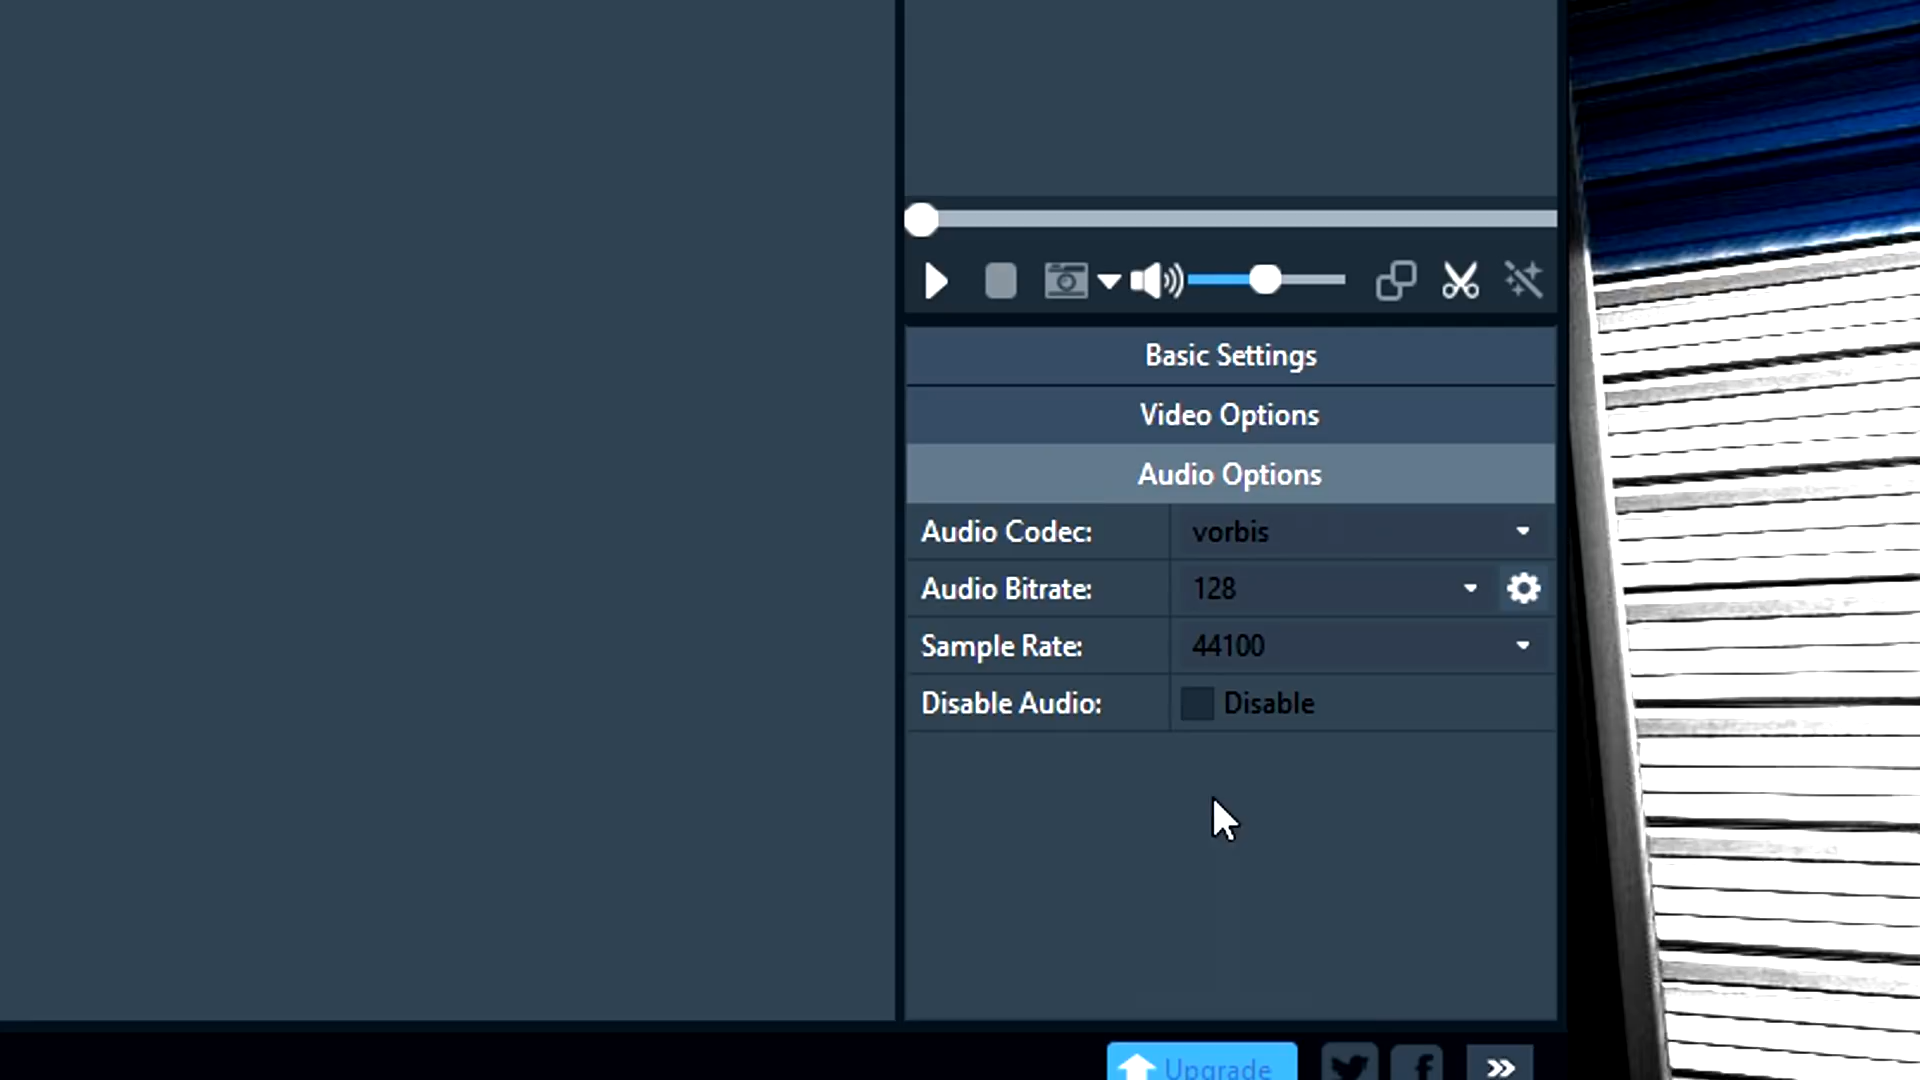 Basic Settings
Video Options
Audio Options
Audio Codec: vorbis
Audio Bitrate: 128
Sample Rate: 44100
Disable Audio: Disable
Upgrade